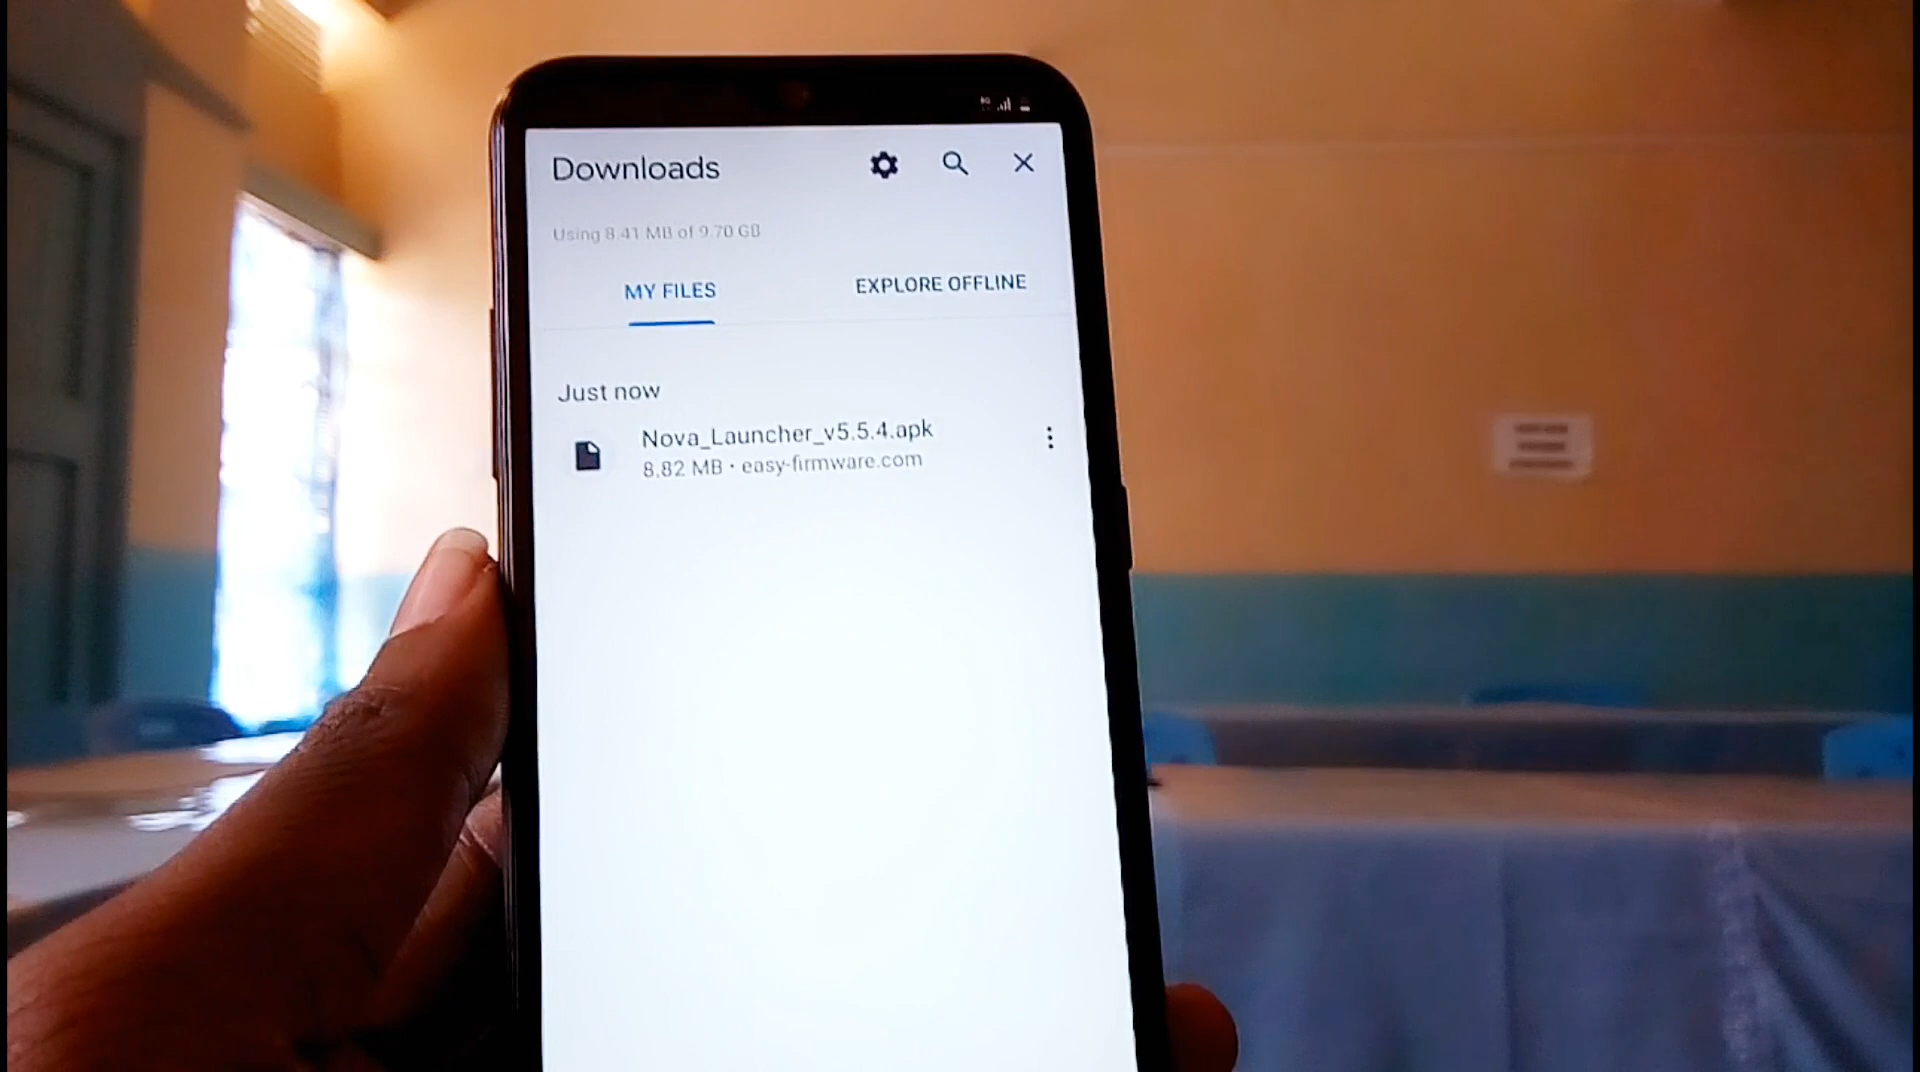 Downloads
Using 8.41 MB of 9.70 GB
MY FILES
EXPLORE OFFLINE
Just now
Nova_Launcher_v5.5.4.apk
8,82 MB • easy-firmware.com